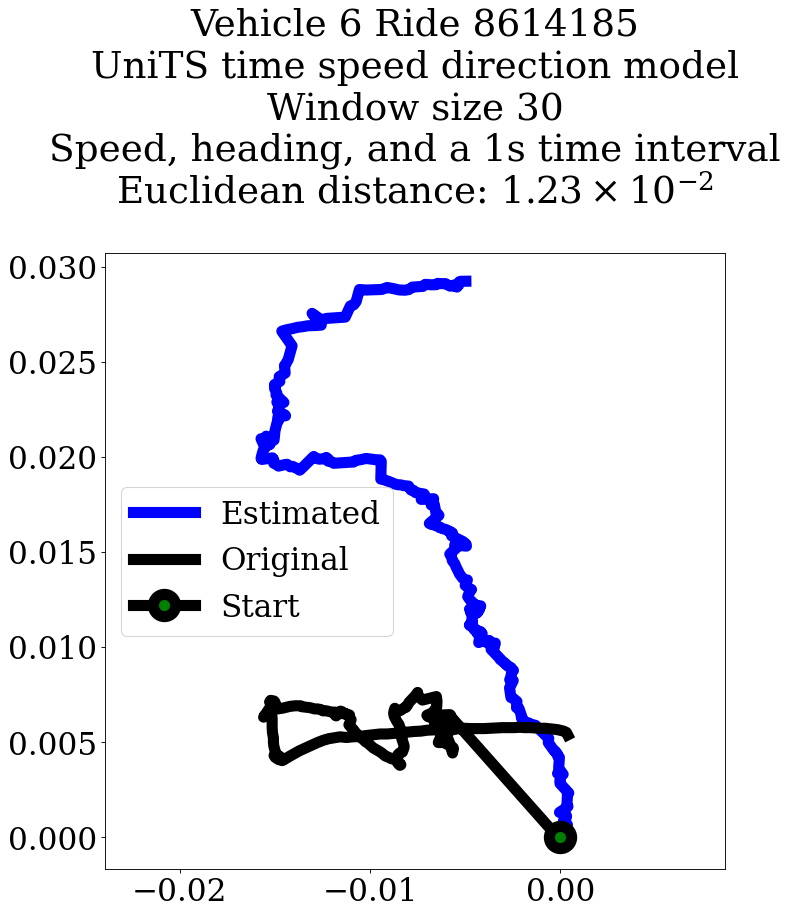 Vehicle 6 Ride 8614185
UniTS time speed direction model
Window size 30
Speed, heading, and a 1s time interval
Euclidean distance: 1.23 × 10⁻²
0.030
0.025
0.020
0.015
0.010
0.005
0.000
Estimated
Original
Start
−0.02
−0.01
0.00